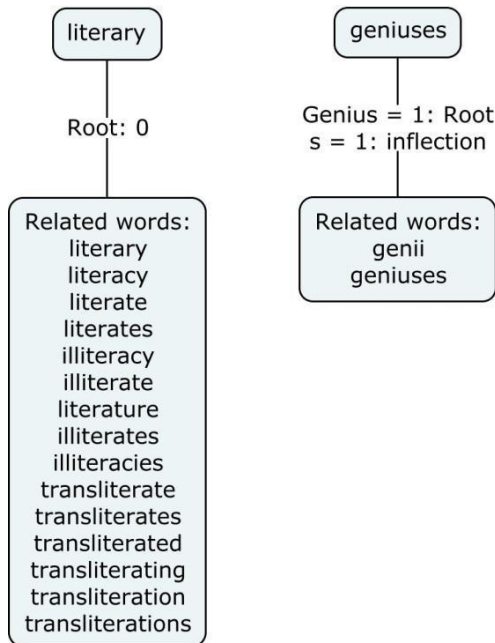 literary
Root: 0
Related words:
literary
literacy
literate
literates
illiteracy
illiterate
literature
illiterates
illiteracies
transliterate
transliterates
transliterated
transliterating
transliteration
transliterations
geniuses
Genius = 1: Root
s = 1: inflection
Related words:
genii
geniuses